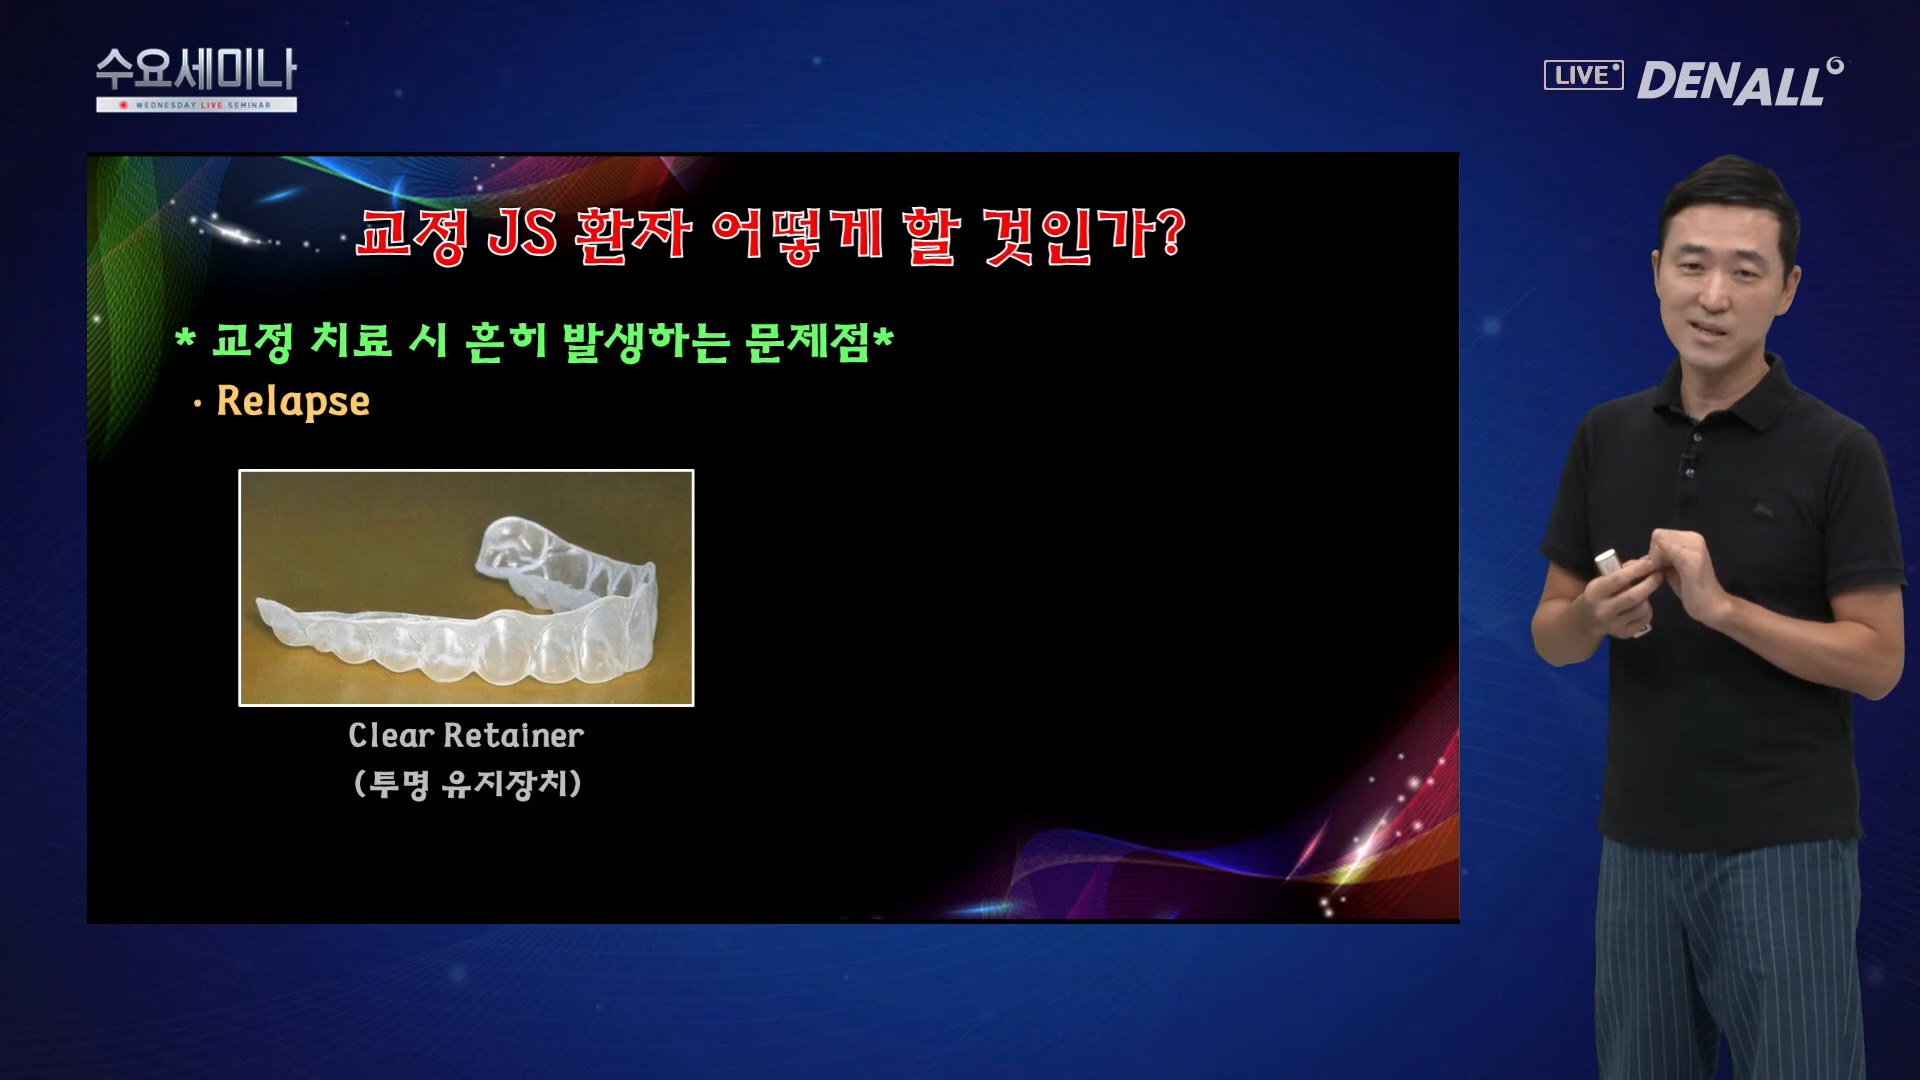 수요세미나
WEDNESDAY LIVE SEMINAR
LIVE
DENALL
교정 JS 환자 어떻게 할 것인가?
* 교정 치료 시 흔히 발생하는 문제점*
· Relapse
Clear Retainer
(투명 유지장치)